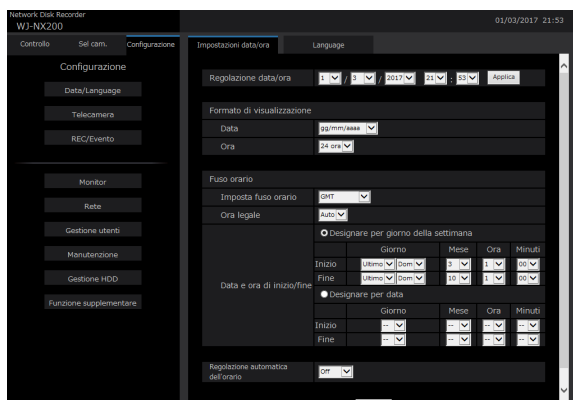 Network Disk Recorder
WJ-NX200
01/03/2017 21:53
Controllo Sel cam. Configurazione
Impostazioni data/ora Language
Configurazione
Data/Language
Telecamera
REC/Evento
Monitor
Rete
Gestione utenti
Manutenzione
Gestione HDD
Funzione supplementare
Regolazione data/ora 1 / 3 / 2017 21 : 53 Applica
Formato di visualizzazione
Data gg/mm/aaaa
Ora 24 ore
Fuso orario
Imposta fuso orario GMT
Ora legale Auto
Data e ora di inizio/fine
Designare per giorno della settimana
Giorno Mese Ora Minuti
Inizio Ultimo Dom 3 1 00
Fine Ultimo Dom 10 1 00
Designare per data
Giorno Mese Ora Minuti
Inizio -- -- -- --
Fine -- -- -- --
Regolazione automatica
dell'orario
Off